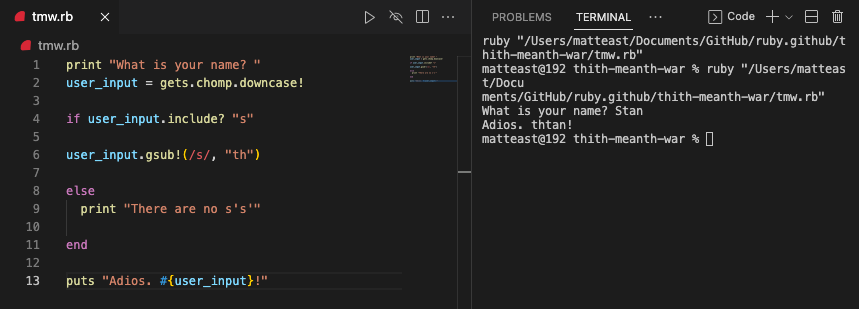 tmw.rb
tmw.rb
1 print "What is your name? "
2 user_input = gets.chomp.downcase!
3
4 if user_input.include? "s"
5
6 user_input.gsub!(/s/, "th")
7
8 else
9   print "There are no s's'"
10
11 end
12
13 puts "Adios. #{user_input}!"
PROBLEMS TERMINAL ··· Code
ruby "/Users/matteast/Documents/GitHub/ruby.github/t
hith-meanth-war/tmw.rb"
matteast@192 thith-meanth-war % ruby "/Users/matteas
t/Docu
ments/GitHub/ruby.github/thith-meanth-war/tmw.rb"
What is your name? Stan
Adios. thtan!
matteast@192 thith-meanth-war %